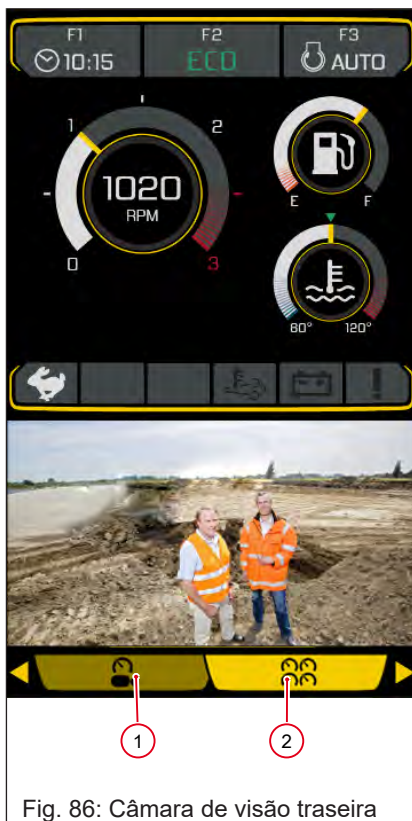 F1 F2 F3
10:15 ECO AUTO
1 2
1020
RPM
0 3
E F
60° 120°
1 2
Fig. 86: Câmara de visão traseira